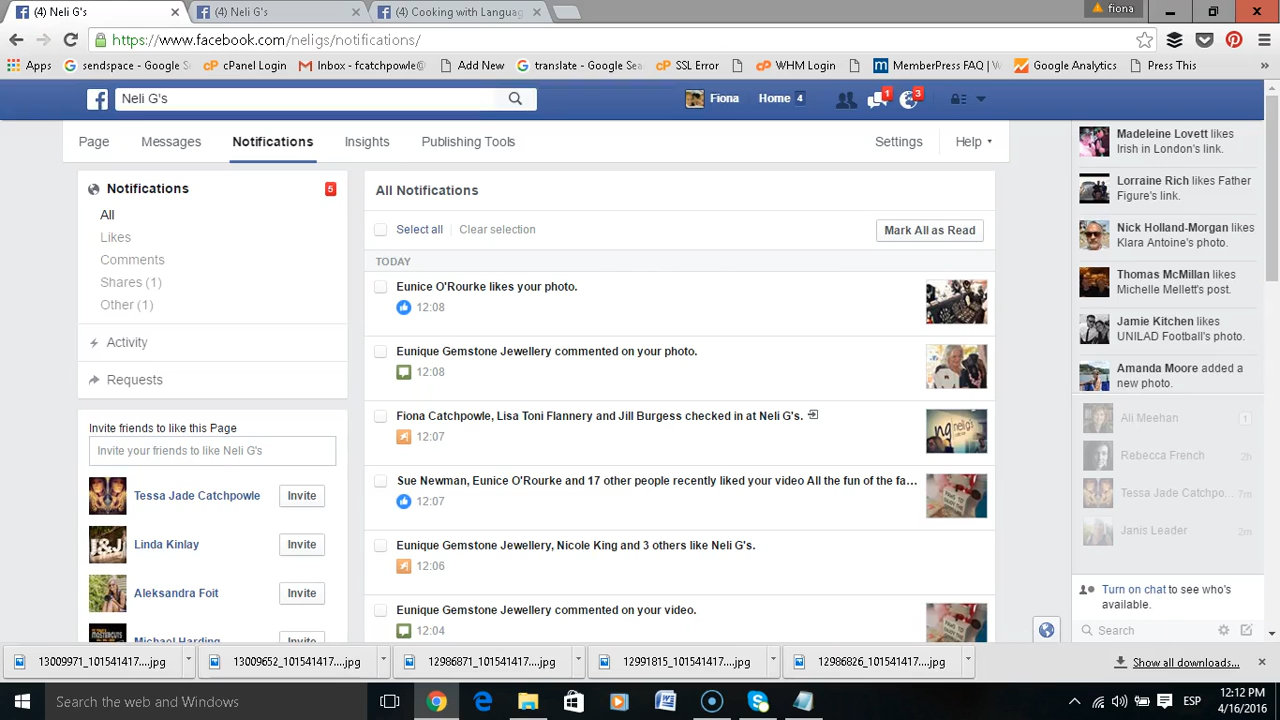 (4) Neli G's
(4) Neli G's
(4) Cooking with Languag
fiona
https://www.facebook.com/neligs/notifications/
Apps
sendspace - Google S
cPanel Login
Inbox - fcatchpowle@
Add New
translate - Google Se
SSL Error
WHM Login
MemberPress FAQ | W
Google Analytics
Press This
»
Neli G's
Fiona
Home 4
1
3
Page
Messages
Notifications
Insights
Publishing Tools
Settings
Help
Notifications
5
All
Likes
Comments
Shares (1)
Other (1)
Activity
Requests
Invite friends to like this Page
Invite your friends to like Neli G's
Tessa Jade Catchpowle
Invite
Linda Kinlay
Invite
Aleksandra Foit
Invite
Michael Harding
Invite
All Notifications
Select all
Clear selection
Mark All as Read
TODAY
Eunice O'Rourke likes your photo.
12:08
Eunique Gemstone Jewellery commented on your photo.
12:08
Fiona Catchpowle, Lisa Toni Flannery and Jill Burgess checked in at Neli G's.
12:07
ng neligs
Sue Newman, Eunice O'Rourke and 17 other people recently liked your video All the fun of the fa...
12:07
Eunique Gemstone Jewellery, Nicole King and 3 others like Neli G's.
12:06
Eunique Gemstone Jewellery commented on your video.
12:04
Madeleine Lovett likes
Irish in London's link.
Lorraine Rich likes Father
Figure's link.
Nick Holland-Morgan likes
Klara Antoine's photo.
Thomas McMillan likes
Michelle Mellett's post.
Jamie Kitchen likes
UNILAD Football's photo.
Amanda Moore added a
new photo.
Ali Meehan
1
Rebecca French
2h
Tessa Jade Catchpo...
7m
Janis Leader
2m
Turn on chat to see who's
available.
Search
13009971_101541417....jpg
13009652_101541417....jpg
12986871_101541417....jpg
12991815_101541417....jpg
12986826_101541417....jpg
Show all downloads...
Search the web and Windows
ESP
12:12 PM
4/16/2016